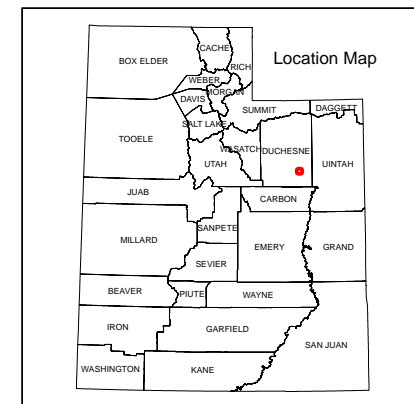 Location Map
BOX ELDER
CACHE
RICH
WEBER
MORGAN
DAVIS
SUMMIT
DAGGETT
SALT LAKE
TOOELE
WASATCH
DUCHESNE
UTAH
UINTAH
JUAB
CARBON
SANPETE
MILLARD
EMERY
GRAND
SEVIER
BEAVER
PIUTE
WAYNE
IRON
GARFIELD
SAN JUAN
WASHINGTON
KANE